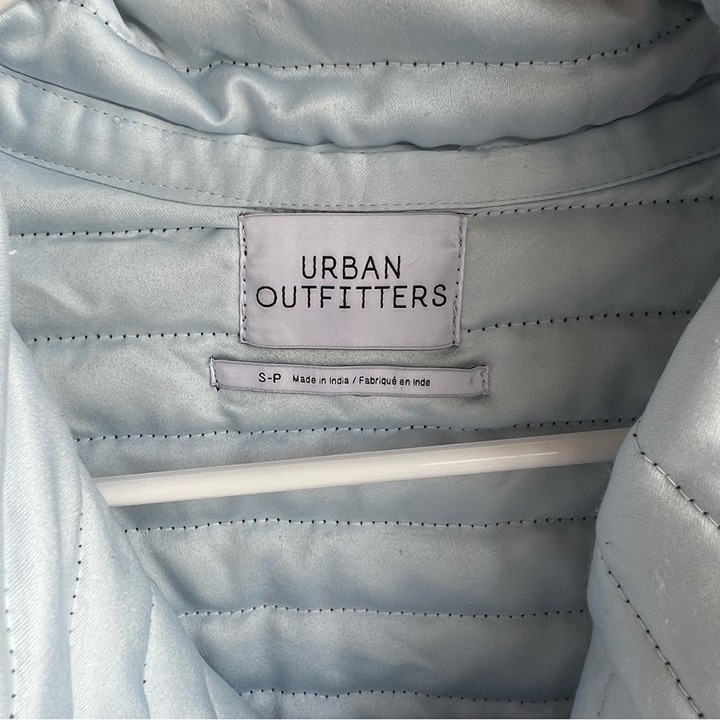 URBAN
OUTFITTERS
S-P Made in India / Fabriqué en Inde